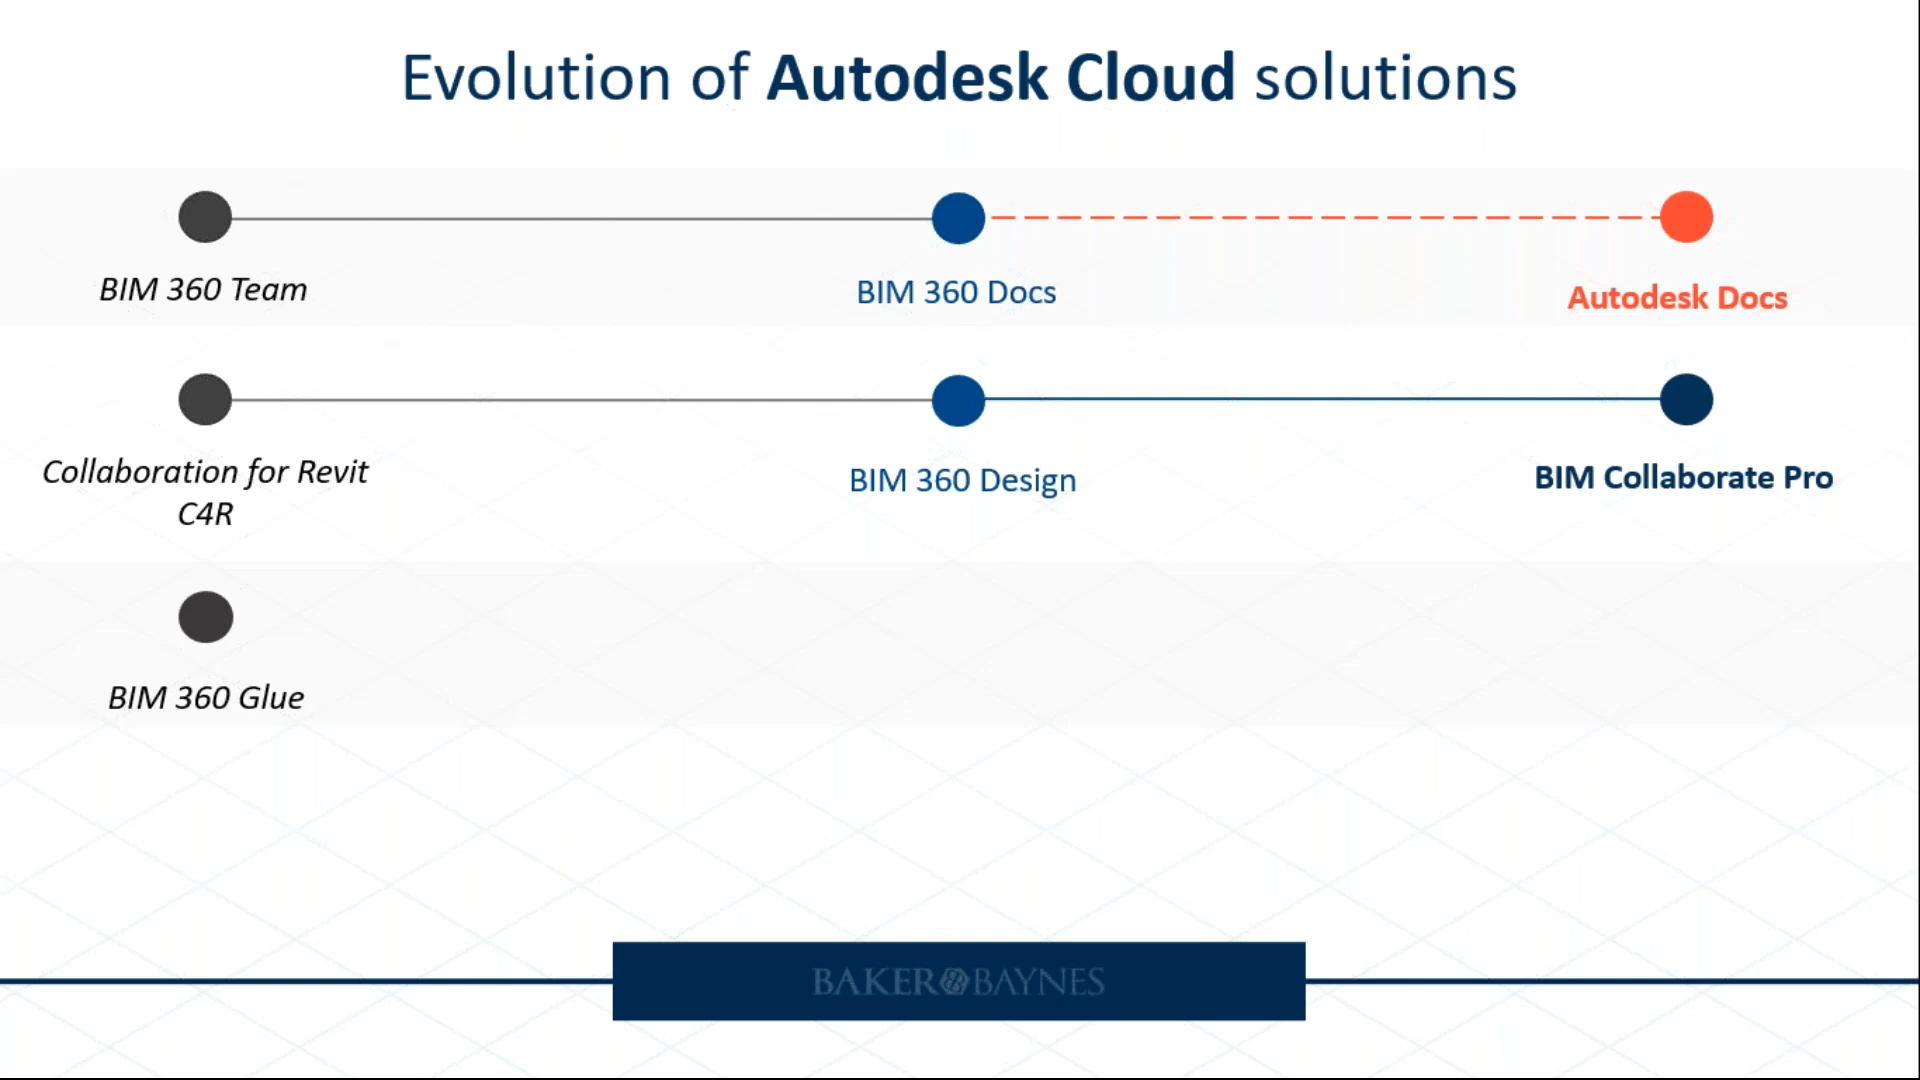 Evolution of Autodesk Cloud solutions
BIM 360 Team
BIM 360 Docs
Autodesk Docs
Collaboration for Revit
C4R
BIM 360 Design
BIM Collaborate Pro
BIM 360 Glue
BAKER BAYNES